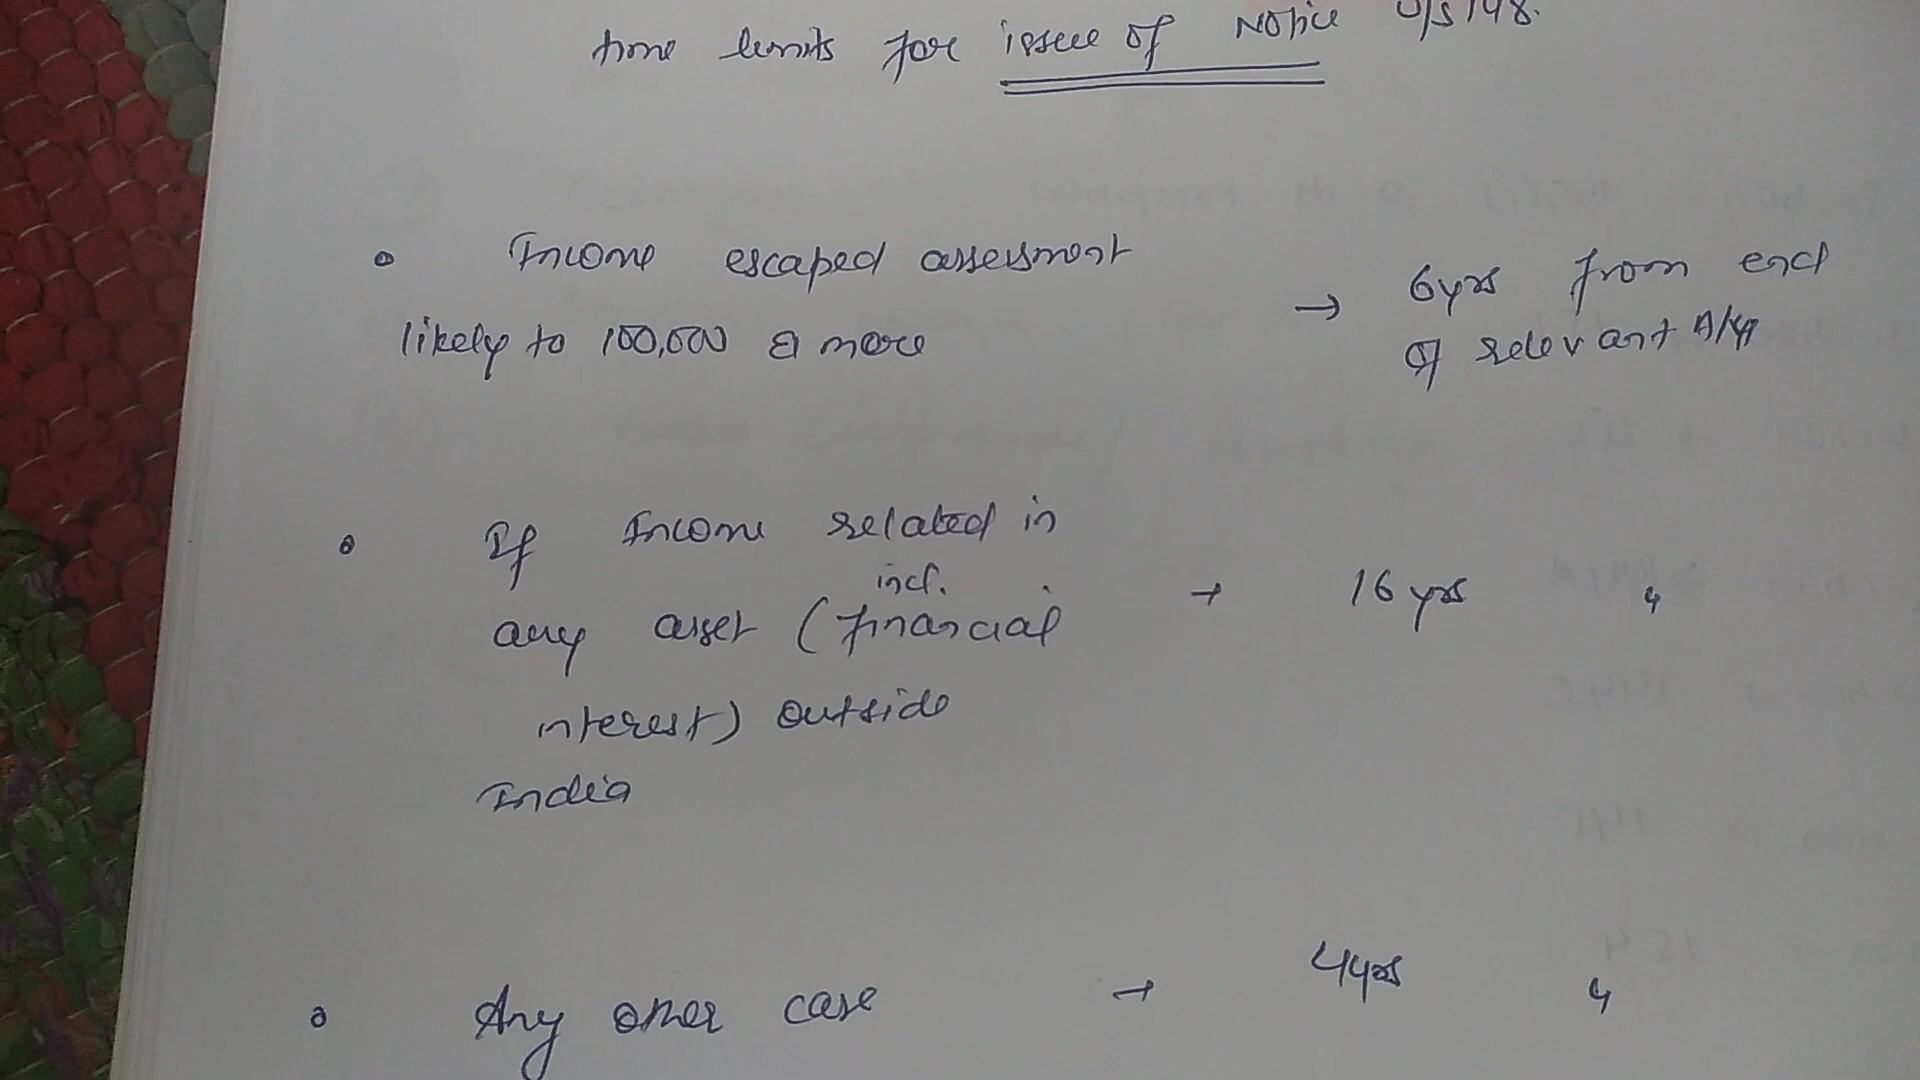 time limits for issue of Notice U/S 148.
• Income escaped assessment
likely to 100,000 & more
→ 6yrs from end
of relevant A/Y
• If Income related in
any asset (incl. financial
interest) outside
India
→ 16 yrs "
• Any other case → 4yrs "